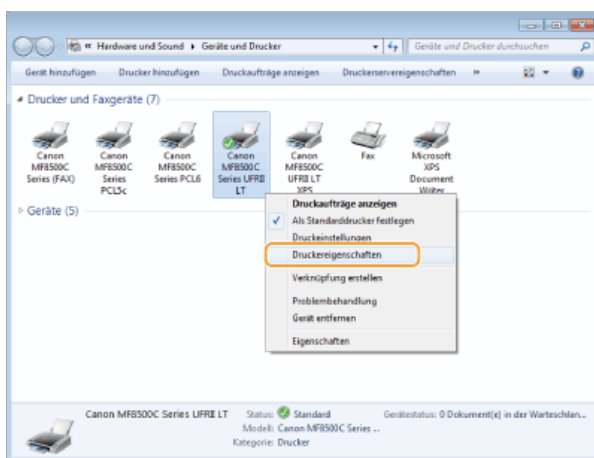 « Hardware und Sound ▸ Geräte und Drucker
Geräte und Drucker durchsuchen
Gerät hinzufügen Drucker hinzufügen Druckaufträge anzeigen Druckerservereigenschaften »
Drucker und Faxgeräte (7)
Canon MF8500C Series (FAX)
Canon MF8500C Series PCL5c
Canon MF8500C Series PCL6
Canon MF8500C Series UFRII LT
Canon MF8500C UFRII LT XPS
Fax
Microsoft XPS Document Writer
Geräte (5)
Druckaufträge anzeigen
Als Standarddrucker festlegen
Druckeinstellungen
Druckereigenschaften
Verknüpfung erstellen
Problembehandlung
Gerät entfernen
Eigenschaften
Canon MF8500C Series UFRII LT
Status: Standard
Gerätestatus: 0 Dokument(e) in der Warteschlan...
Modell: Canon MF8500C Series ...
Kategorie: Drucker